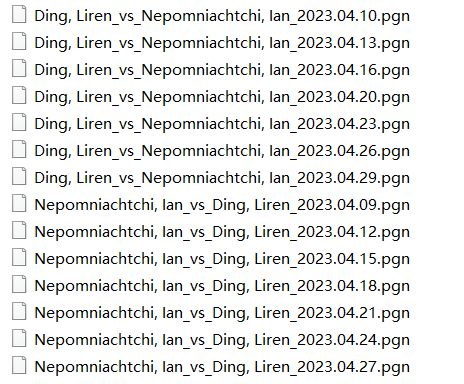 Ding, Liren_vs_Nepomniachtchi, Ian_2023.04.10.pgn
Ding, Liren_vs_Nepomniachtchi, Ian_2023.04.13.pgn
Ding, Liren_vs_Nepomniachtchi, Ian_2023.04.16.pgn
Ding, Liren_vs_Nepomniachtchi, Ian_2023.04.20.pgn
Ding, Liren_vs_Nepomniachtchi, Ian_2023.04.23.pgn
Ding, Liren_vs_Nepomniachtchi, Ian_2023.04.26.pgn
Ding, Liren_vs_Nepomniachtchi, Ian_2023.04.29.pgn
Nepomniachtchi, Ian_vs_Ding, Liren_2023.04.09.pgn
Nepomniachtchi, Ian_vs_Ding, Liren_2023.04.12.pgn
Nepomniachtchi, Ian_vs_Ding, Liren_2023.04.15.pgn
Nepomniachtchi, Ian_vs_Ding, Liren_2023.04.18.pgn
Nepomniachtchi, Ian_vs_Ding, Liren_2023.04.21.pgn
Nepomniachtchi, Ian_vs_Ding, Liren_2023.04.24.pgn
Nepomniachtchi, Ian_vs_Ding, Liren_2023.04.27.pgn